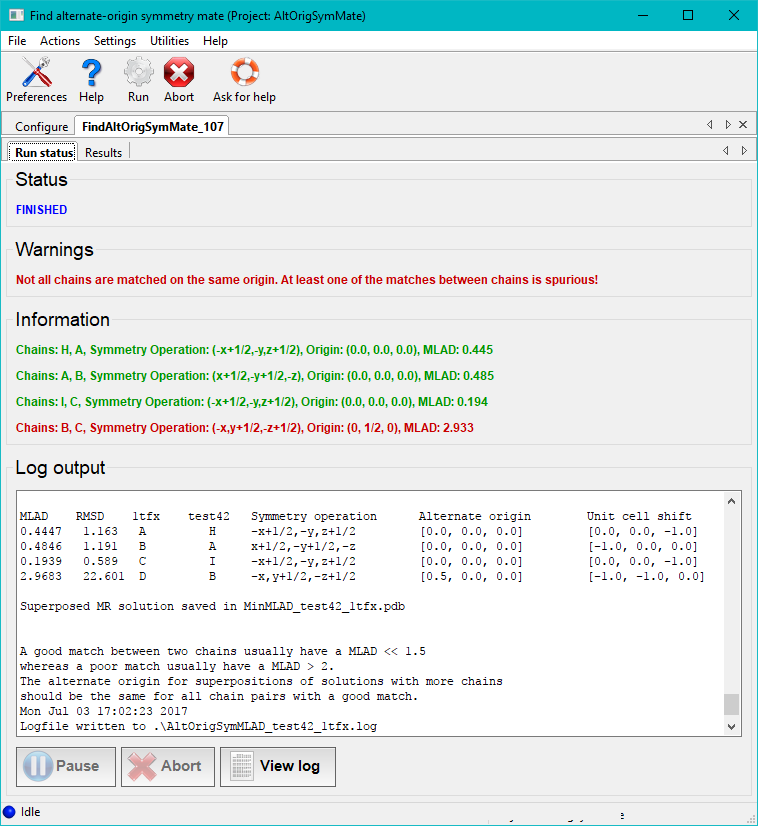 Find alternate-origin symmetry mate (Project: AltOrigSymMate)
File Actions Settings Utilities Help
Preferences Help Run Abort Ask for help
Configure FindAltOrigSymMate_107
Run status Results
Status
FINISHED
Warnings
Not all chains are matched on the same origin. At least one of the matches between chains is spurious!
Information
Chains: H, A, Symmetry Operation: (-x+1/2,-y,z+1/2), Origin: (0.0, 0.0, 0.0), MLAD: 0.445
Chains: A, B, Symmetry Operation: (x+1/2,-y+1/2,-z), Origin: (0.0, 0.0, 0.0), MLAD: 0.485
Chains: I, C, Symmetry Operation: (-x+1/2,-y,z+1/2), Origin: (0.0, 0.0, 0.0), MLAD: 0.194
Chains: B, C, Symmetry Operation: (-x,y+1/2,-z+1/2), Origin: (0, 1/2, 0), MLAD: 2.933
Log output
MLAD RMSD 1tfx test42 Symmetry operation Alternate origin Unit cell shift
0.4447 1.163 A H -x+1/2,-y,z+1/2 [0.0, 0.0, 0.0] [0.0, 0.0, -1.0]
0.4846 1.191 B A x+1/2,-y+1/2,-z [0.0, 0.0, 0.0] [-1.0, 0.0, 0.0]
0.1939 0.589 C I -x+1/2,-y,z+1/2 [0.0, 0.0, 0.0] [0.0, 0.0, -1.0]
2.9683 22.601 D B -x,y+1/2,-z+1/2 [0.5, 0.0, 0.0] [-1.0, -1.0, 0.0]
Superposed MR solution saved in MinMLAD_test42_1tfx.pdb
A good match between two chains usually have a MLAD << 1.5
whereas a poor match usually have a MLAD > 2.
The alternate origin for superpositions of solutions with more chains
should be the same for all chain pairs with a good match.
Mon Jul 03 17:02:23 2017
Logfile written to .\AltOrigSymMLAD_test42_1tfx.log
Pause Abort View log
Idle